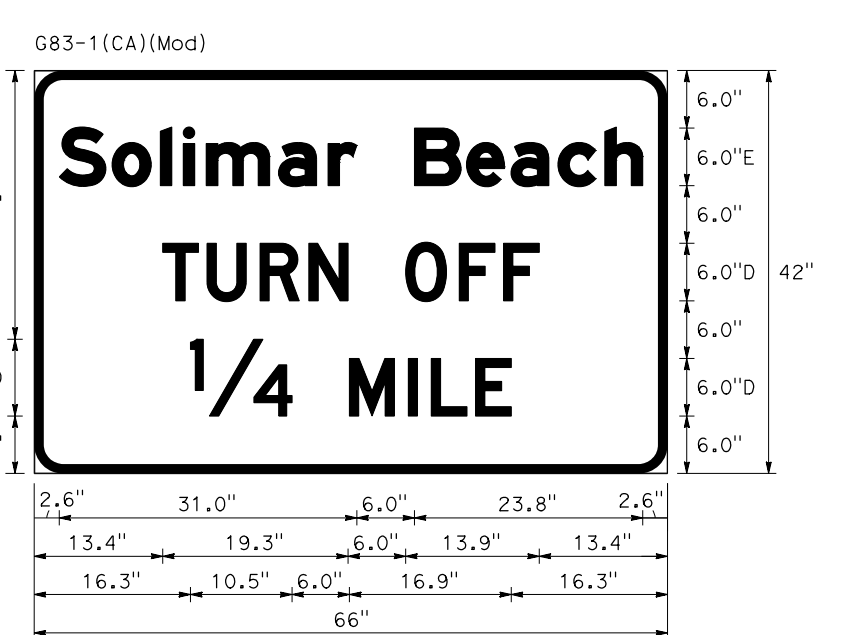 G83-1(CA)(Mod)
Solimar Beach
TURN OFF
1/4 MILE
6.0"
6.0"E
6.0"
6.0"D
6.0"
6.0"D
6.0"
42"
2.6" 31.0" 6.0" 23.8" 2.6"
13.4" 19.3" 6.0" 13.9" 13.4"
16.3" 10.5" 6.0" 16.9" 16.3"
66"